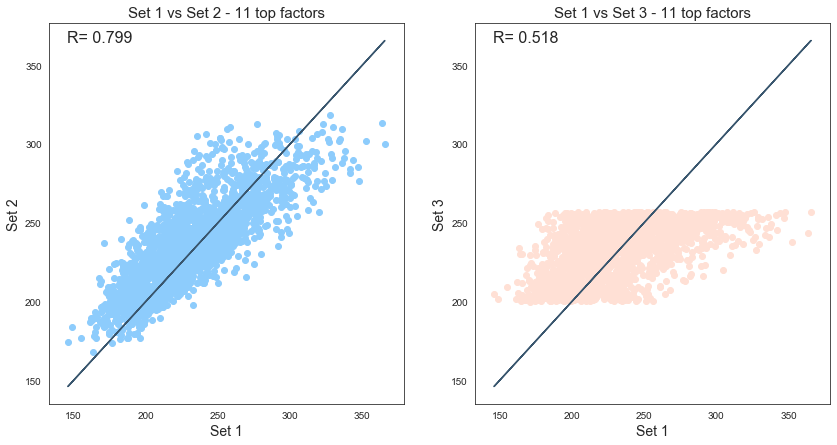 Set 1 vs Set 2 - 11 top factors
R= 0.799
350
300
250
200
150
Set 2
150 200 250 300 350
Set 1
Set 1 vs Set 3 - 11 top factors
R= 0.518
350
300
250
200
150
Set 3
150 200 250 300 350
Set 1